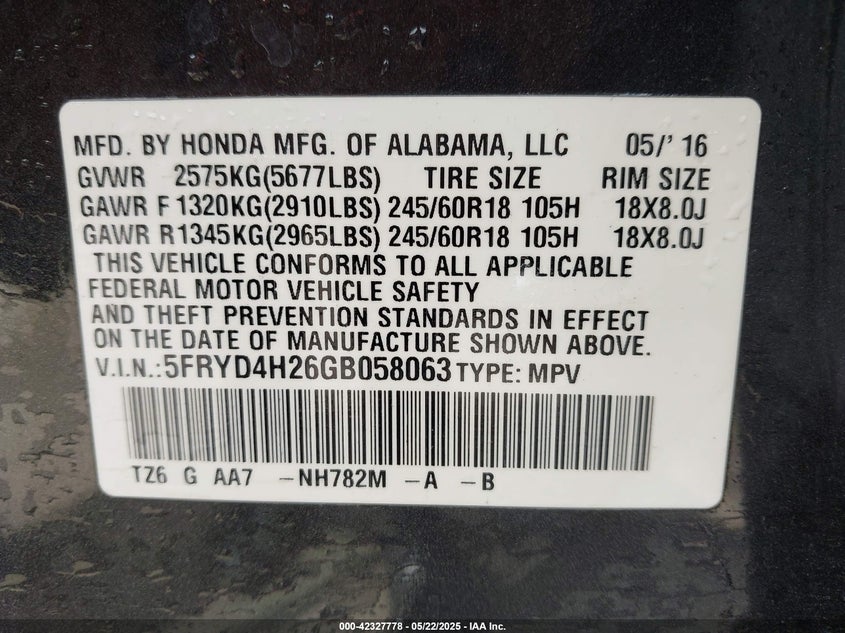 MFD. BY HONDA MFG. OF ALABAMA, LLC 05/' 16
GVWR 2575KG(5677LBS) TIRE SIZE RIM SIZE
GAWR F 1320KG(2910LBS) 245/60R18 105H 18X8.0J
GAWR R1345KG(2965LBS) 245/60R18 105H 18X8.0J
THIS VEHICLE CONFORMS TO ALL APPLICABLE
FEDERAL MOTOR VEHICLE SAFETY
AND THEFT PREVENTION STANDARDS IN EFFECT
ON THE DATE OF MANUFACTURE SHOWN ABOVE.
V.I.N.:5FRYD4H26GB058063 TYPE: MPV
TZ6 G AA7 -NH782M -A -B
000-42327778 - 05/22/2025 - IAA Inc.